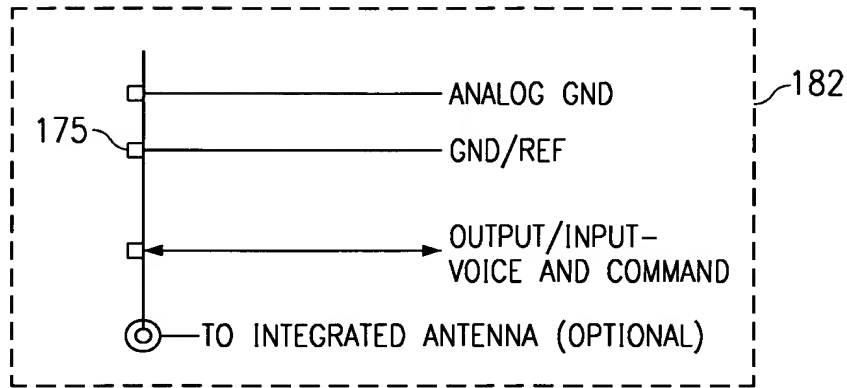 ANALOG GND
182
175
GND/REF
OUTPUT/INPUT-
VOICE AND COMMAND
TO INTEGRATED ANTENNA (OPTIONAL)